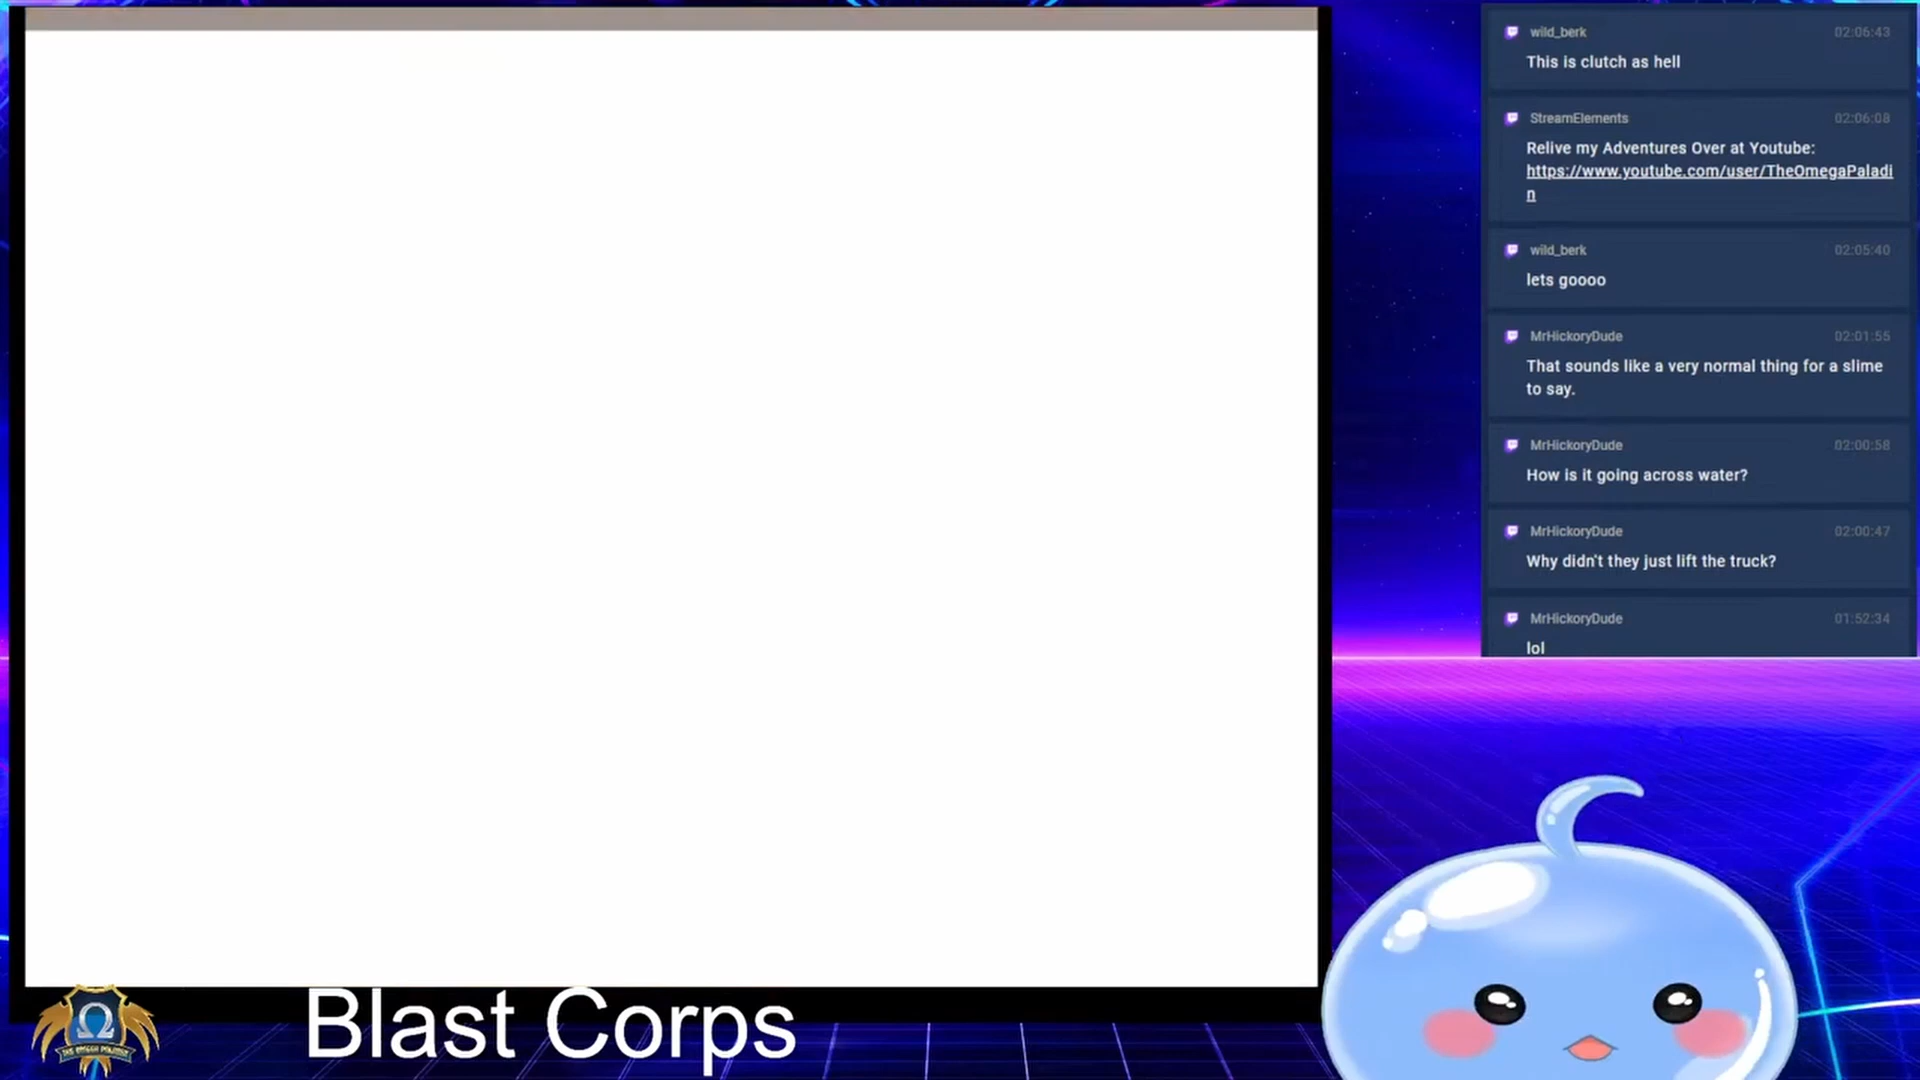 wild_berk 02:06:43
This is clutch as hell
StreamElements 02:06:08
Relive my Adventures Over at Youtube:
https://www.youtube.com/user/TheOmegaPaladi
n
wild_berk 02:05:40
lets goooo
MrHickoryDude 02:01:55
That sounds like a very normal thing for a slime
to say.
MrHickoryDude 02:00:58
How is it going across water?
MrHickoryDude 02:00:47
Why didn't they just lift the truck?
MrHickoryDude 01:52:34
lol
Ω
THE OMEGA PALADIN
Blast Corps